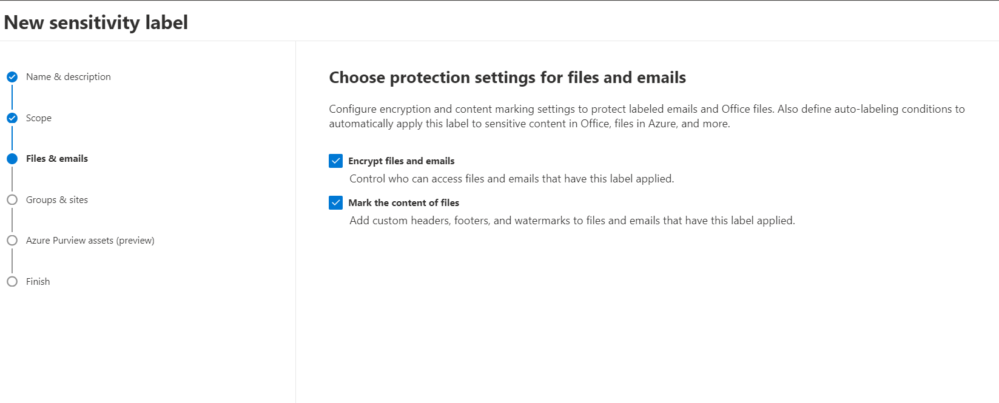 New sensitivity label
Name & description
Scope
Files & emails
Groups & sites
Azure Purview assets (preview)
Finish
Choose protection settings for files and emails
Configure encryption and content marking settings to protect labeled emails and Office files. Also define auto-labeling conditions to
automatically apply this label to sensitive content in Office, files in Azure, and more.
Encrypt files and emails
Control who can access files and emails that have this label applied.
Mark the content of files
Add custom headers, footers, and watermarks to files and emails that have this label applied.